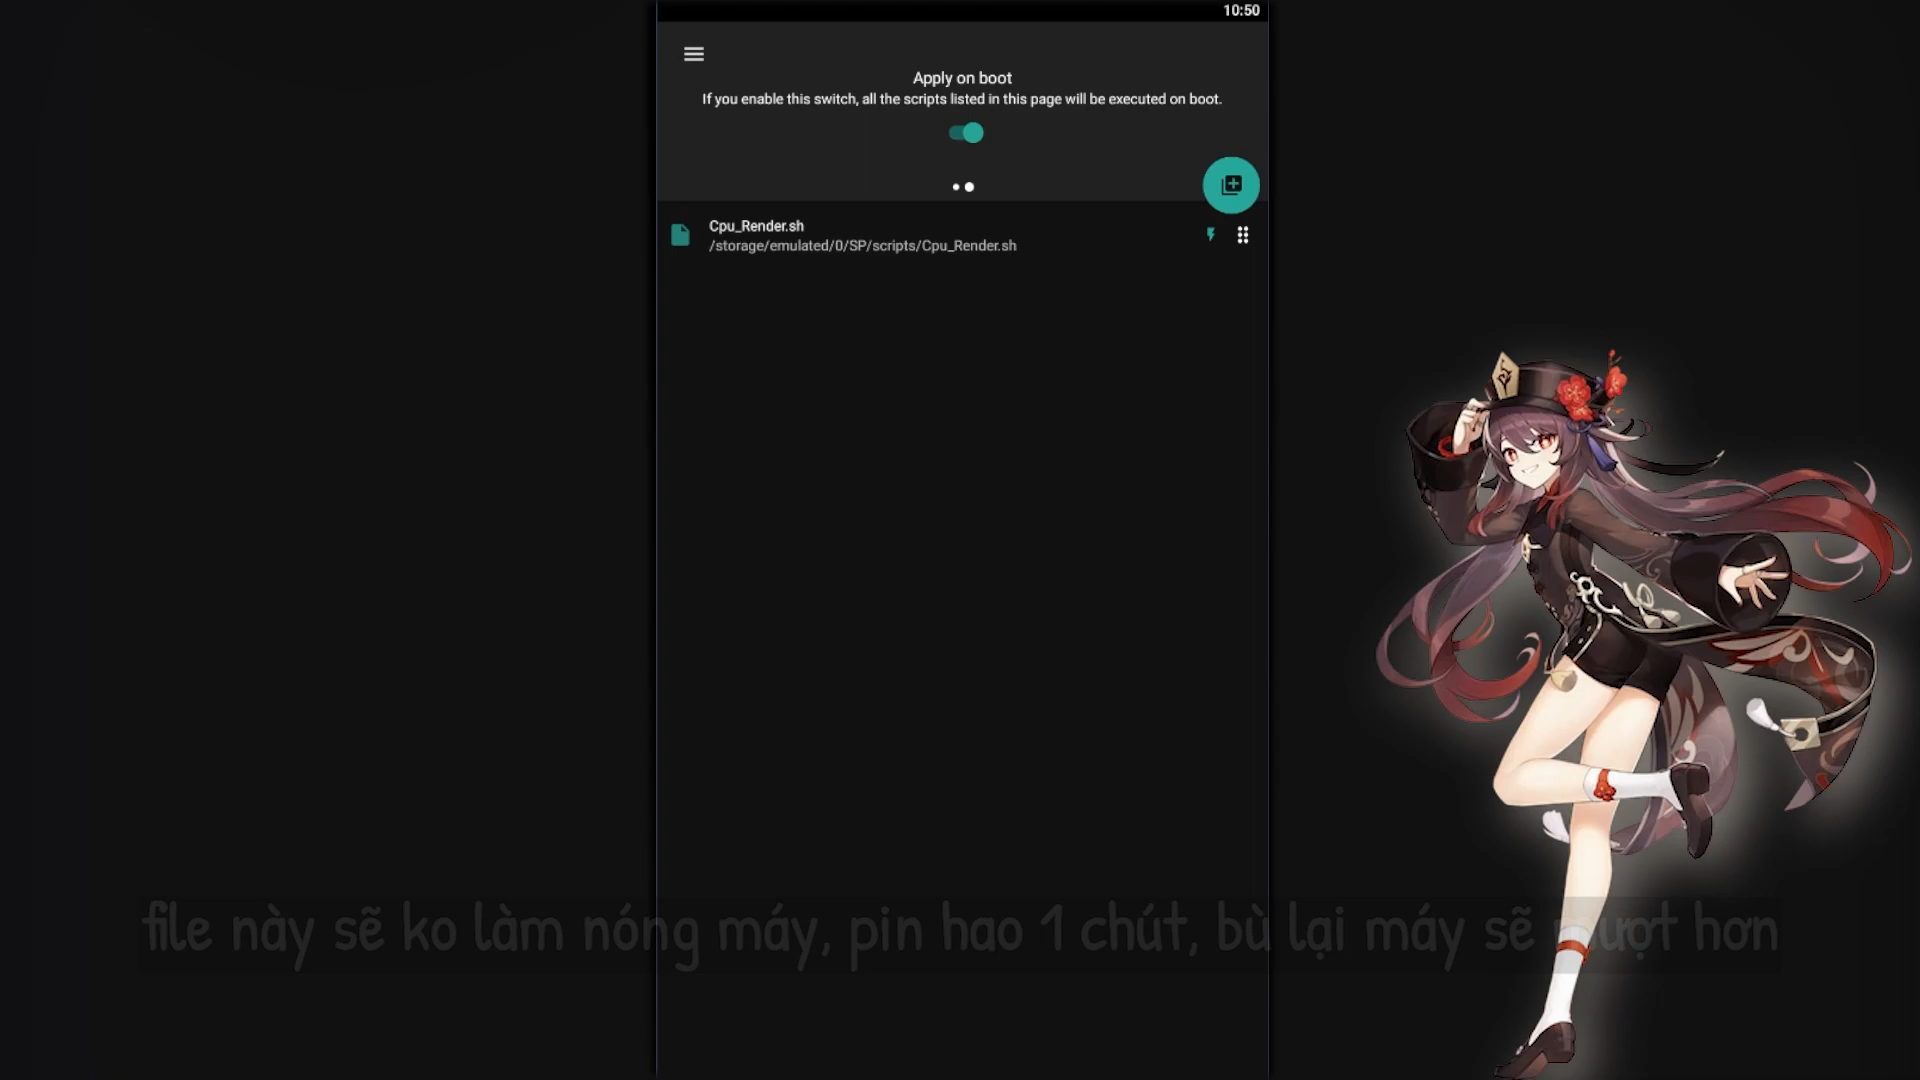 10:50
Apply on boot
If you enable this switch, all the scripts listed in this page will be executed on boot.
Cpu_Render.sh
/storage/emulated/0/SP/scripts/Cpu_Render.sh
file này sẽ ko làm nóng máy, pin hao 1 chút, bù lại máy sẽ mượt hơn